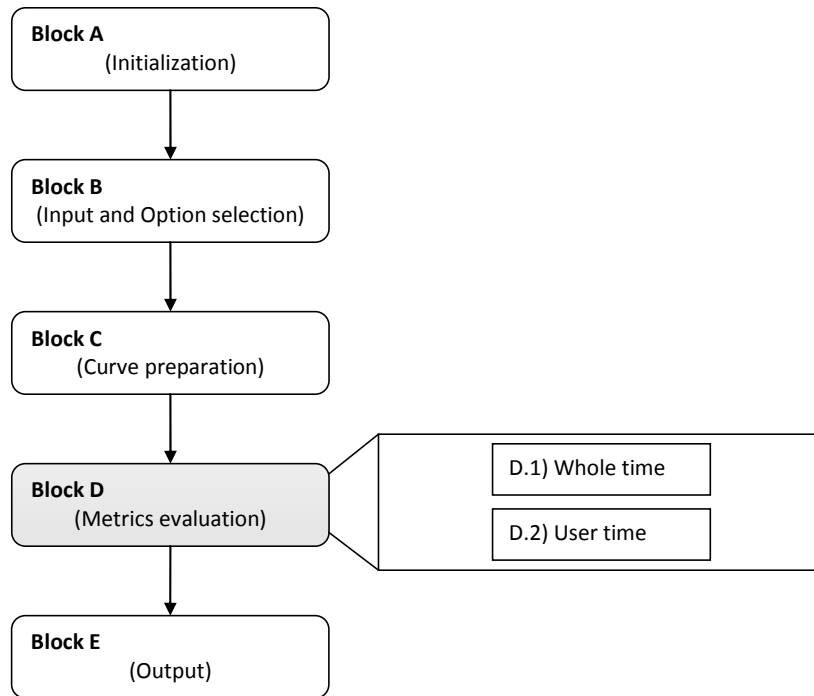 Block A
(Initialization)
Block B
(Input and Option selection)
Block C
(Curve preparation)
Block D
(Metrics evaluation)
D.1) Whole time
D.2) User time
Block E
(Output)